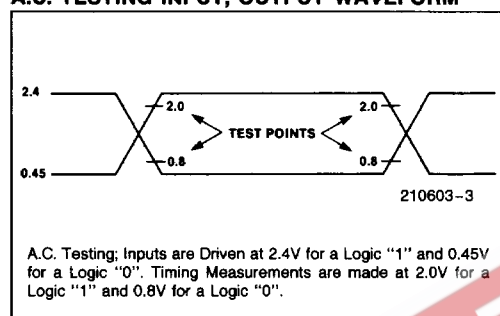 A.C. TESTING INPUT, OUTPUT WAVEFORM
2.4
2.0
2.0
TEST POINTS
0.8
0.8
0.45
210603-3
A.C. Testing; Inputs are Driven at 2.4V for a Logic "1" and 0.45V
for a Logic "0". Timing Measurements are made at 2.0V for a
Logic "1" and 0.8V for a Logic "0".